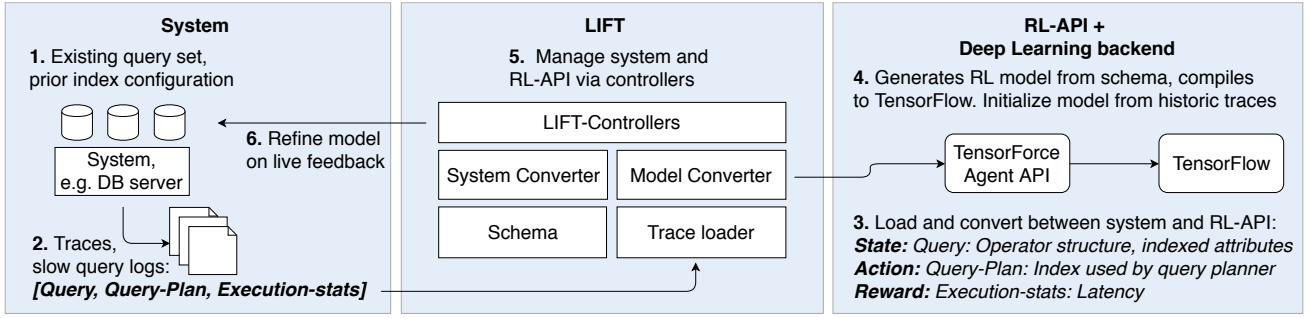 System
1. Existing query set,
prior index configuration
System,
e.g. DB server
2. Traces,
slow query logs:
[Query, Query-Plan, Execution-stats]
6. Refine model
on live feedback
LIFT
5. Manage system and
RL-API via controllers
LIFT-Controllers
System Converter
Model Converter
Schema
Trace loader
RL-API +
Deep Learning backend
4. Generates RL model from schema, compiles
to TensorFlow. Initialize model from historic traces
TensorForce
Agent API
TensorFlow
3. Load and convert between system and RL-API:
State: Query: Operator structure, indexed attributes
Action: Query-Plan: Index used by query planner
Reward: Execution-stats: Latency